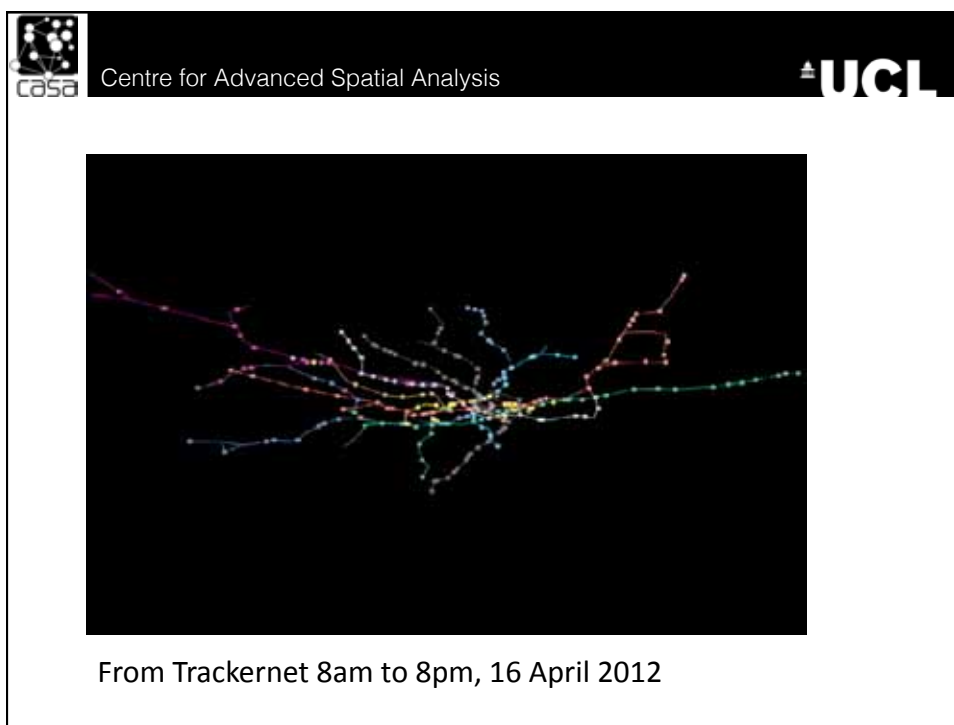 casa
Centre for Advanced Spatial Analysis
UCL
From Trackernet 8am to 8pm, 16 April 2012